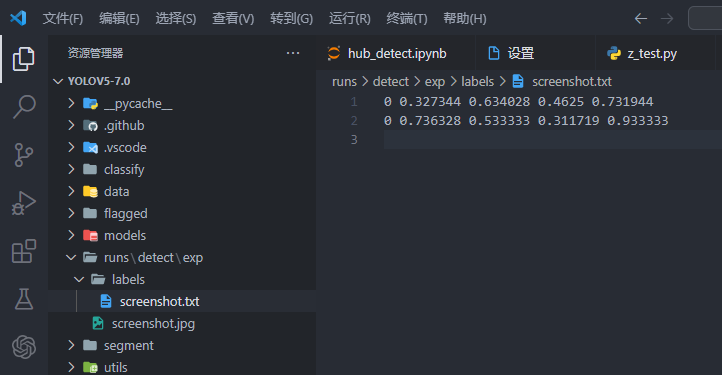 文件(F) 编辑(E) 选择(S) 查看(V) 转到(G) 运行(R) 终端(T) 帮助(H)
资源管理器
hub_detect.ipynb 设置 z_test.py
YOLOV5-7.0
runs > detect > exp > labels > screenshot.txt
__pycache__
.github
.vscode
classify
data
flagged
models
runs\detect\exp
labels
screenshot.txt
screenshot.jpg
segment
utils
1 0 0.327344 0.634028 0.4625 0.731944
2 0 0.736328 0.533333 0.311719 0.933333
3